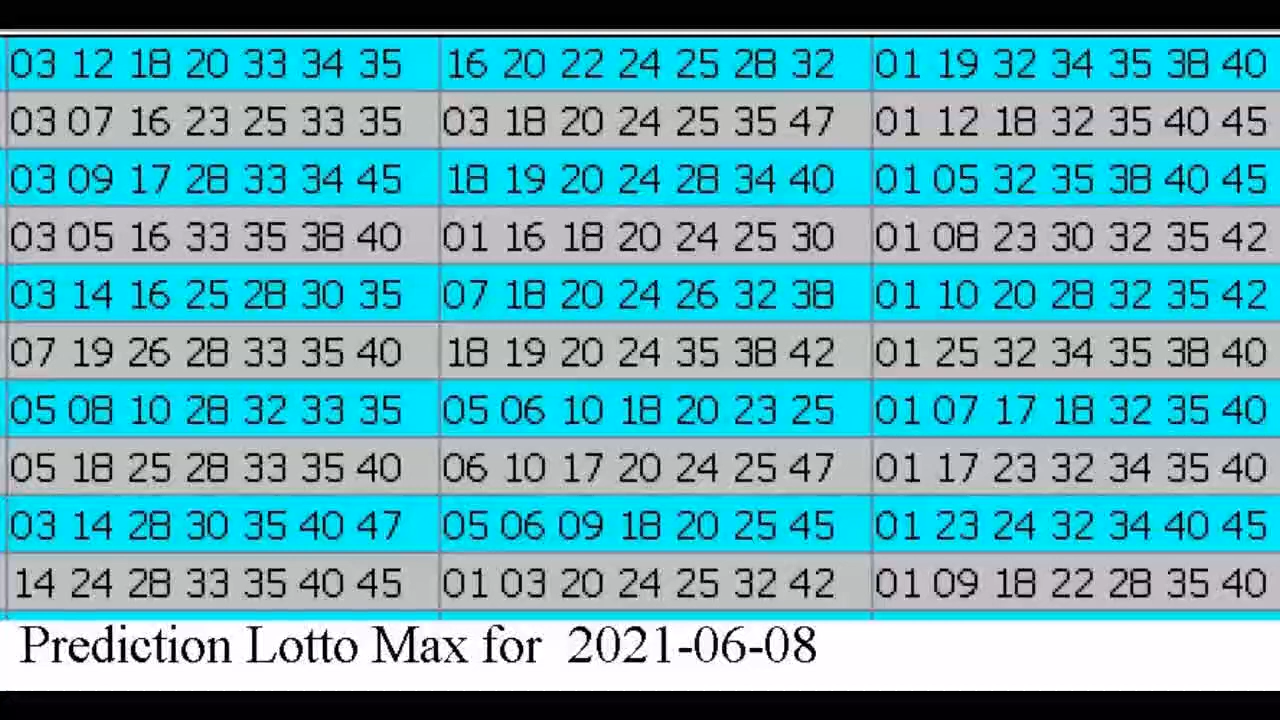 03 12 18 20 33 34 35 16 20 22 24 25 28 32 01 19 32 34 35 38 40
03 07 16 23 25 33 35 03 18 20 24 25 35 47 01 12 18 32 35 40 45
03 09 17 28 33 34 45 18 19 20 24 28 34 40 01 05 32 35 38 40 45
03 05 16 33 35 38 40 01 16 18 20 24 25 30 01 08 23 30 32 35 42
03 14 16 25 28 30 35 07 18 20 24 26 32 38 01 10 20 28 32 35 42
07 19 26 28 33 35 40 18 19 20 24 35 38 42 01 25 32 34 35 38 40
05 08 10 28 32 33 35 05 06 10 18 20 23 25 01 07 17 18 32 35 40
05 18 25 28 33 35 40 06 10 17 20 24 25 47 01 17 23 32 34 35 40
03 14 28 30 35 40 47 05 06 09 18 20 25 45 01 23 24 32 34 40 45
14 24 28 33 35 40 45 01 03 20 24 25 32 42 01 09 18 22 28 35 40
Prediction Lotto Max for 2021-06-08